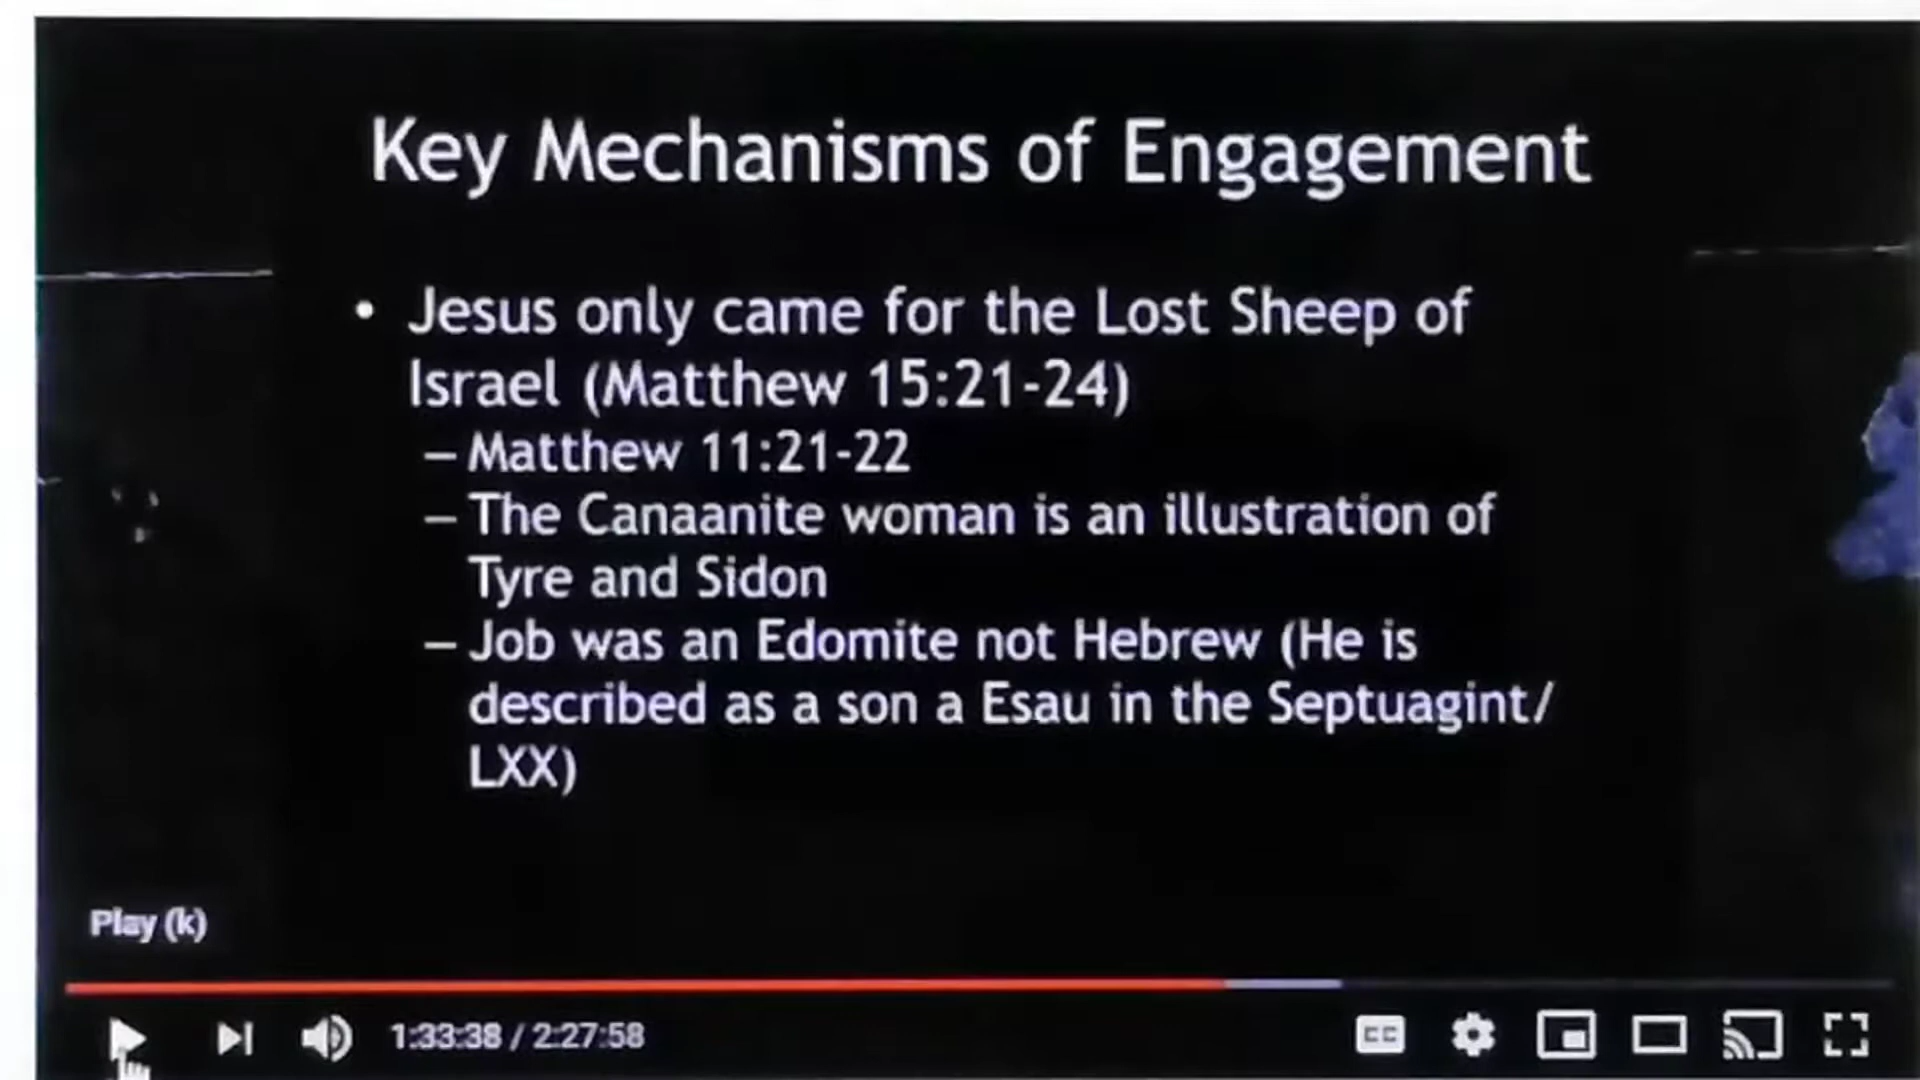 Key Mechanisms of Engagement
• Jesus only came for the Lost Sheep of
Israel (Matthew 15:21-24)
– Matthew 11:21-22
– The Canaanite woman is an illustration of
Tyre and Sidon
– Job was an Edomite not Hebrew (He is
described as a son a Esau in the Septuagint/
LXX)
Play (k)
1:33:38 / 2:27:58
CC